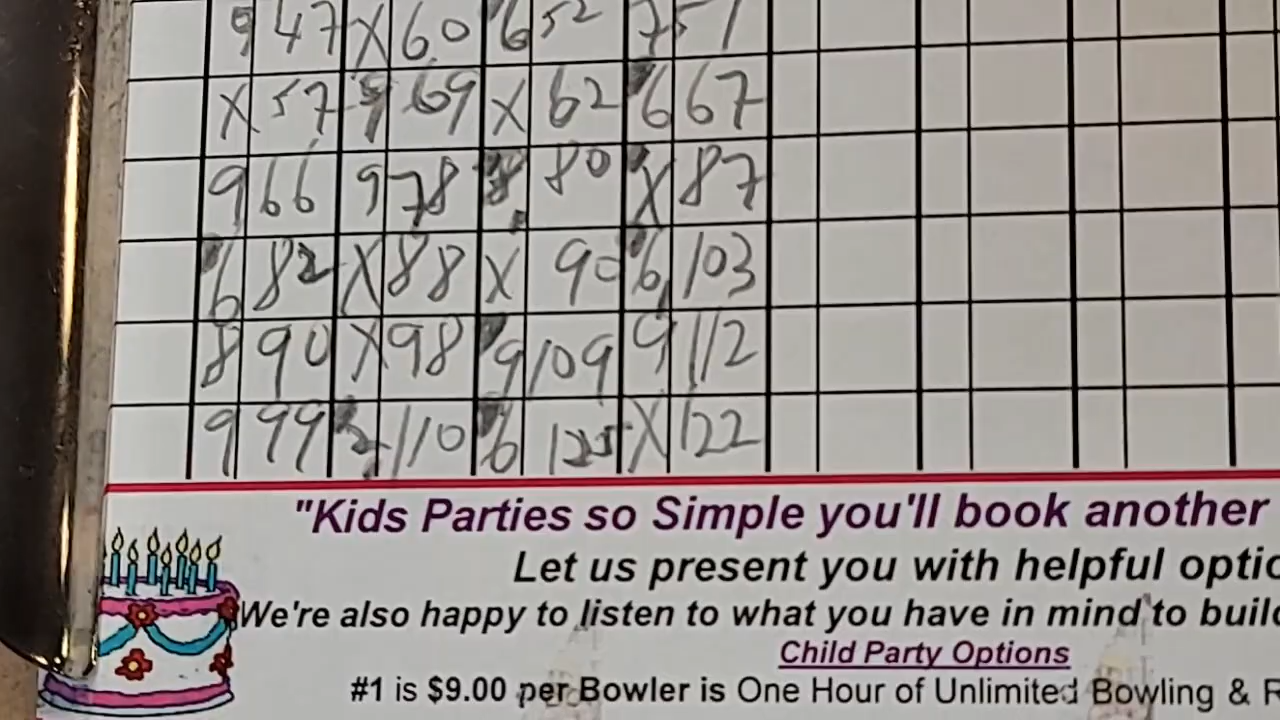 9 47 X 60 6 52 7 51
X 57 9 69 X 62 6 67
9 66 9 78 8 80 X 87
6 82 X 88 X 90 6 103
8 90 X 98 9 109 9 112
9 99 110 6 125 X 122
"Kids Parties so Simple you'll book another
Let us present you with helpful
We're also happy to listen to what you have in mind to
Child Party Options
#1 is $9.00 per Bowler is One Hour of Unlimited Bowling &